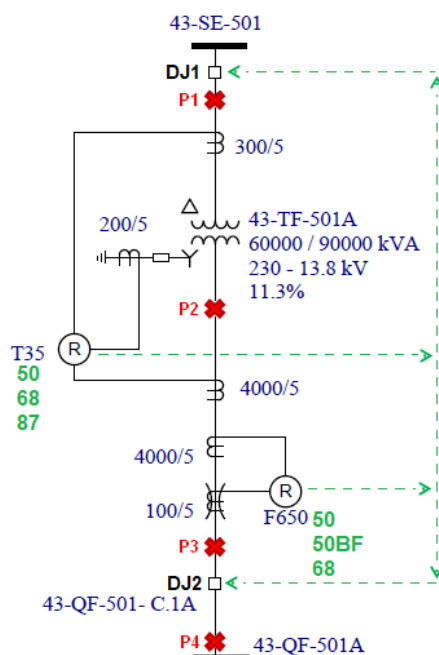 43-SE-501
DJ1
P1
300/5
200/5
43-TF-501A
60000 / 90000 kVA
230 - 13.8 kV
11.3%
P2
R
T35
50
68
87
4000/5
4000/5
R
100/5
F650
50
50BF
68
P3
DJ2
43-QF-501- C.1A
P4
43-QF-501A